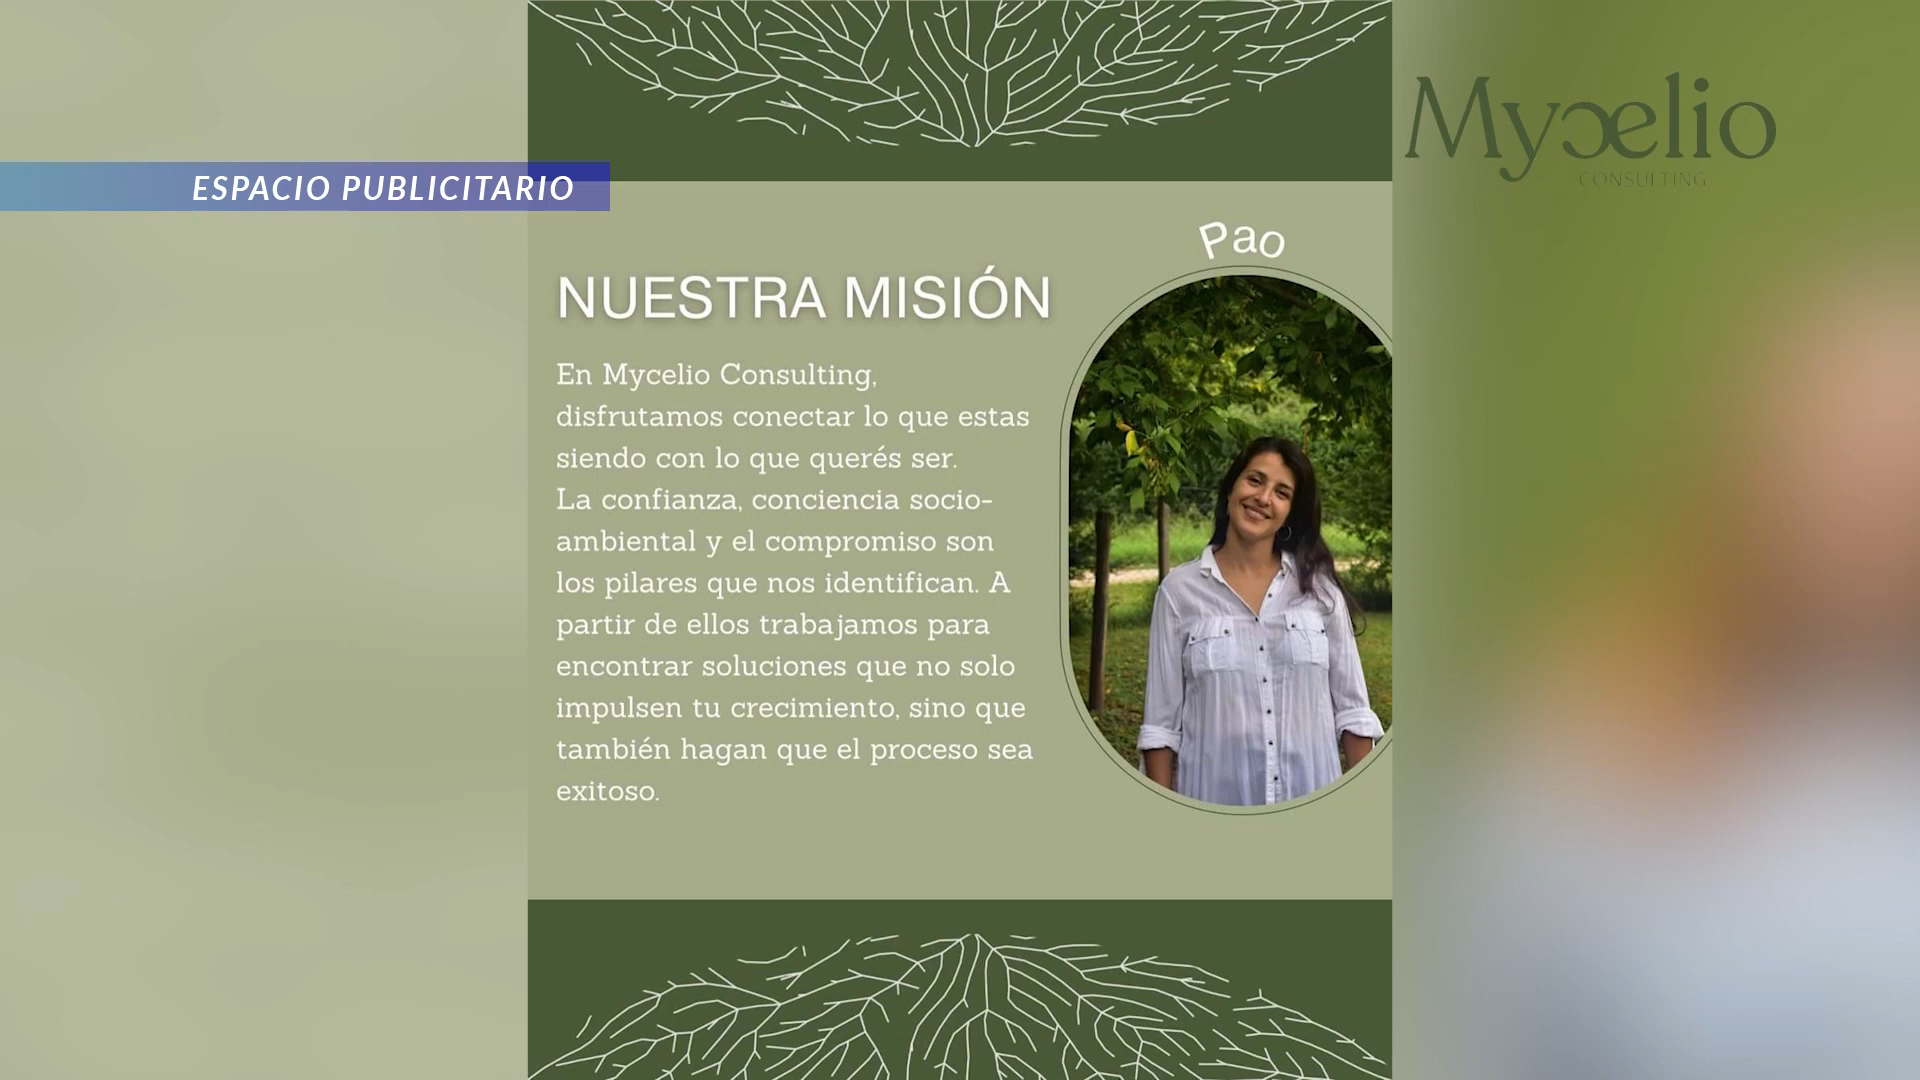 Mycelio
CONSULTING
ESPACIO PUBLICITARIO
Pao
NUESTRA MISIÓN
En Mycelio Consulting,
disfrutamos conectar lo que estas
siendo con lo que querés ser.
La confianza, conciencia socio-
ambiental y el compromiso son
los pilares que nos identifican. A
partir de ellos trabajamos para
encontrar soluciones que no solo
impulsen tu crecimiento, sino que
también hagan que el proceso sea
exitoso.